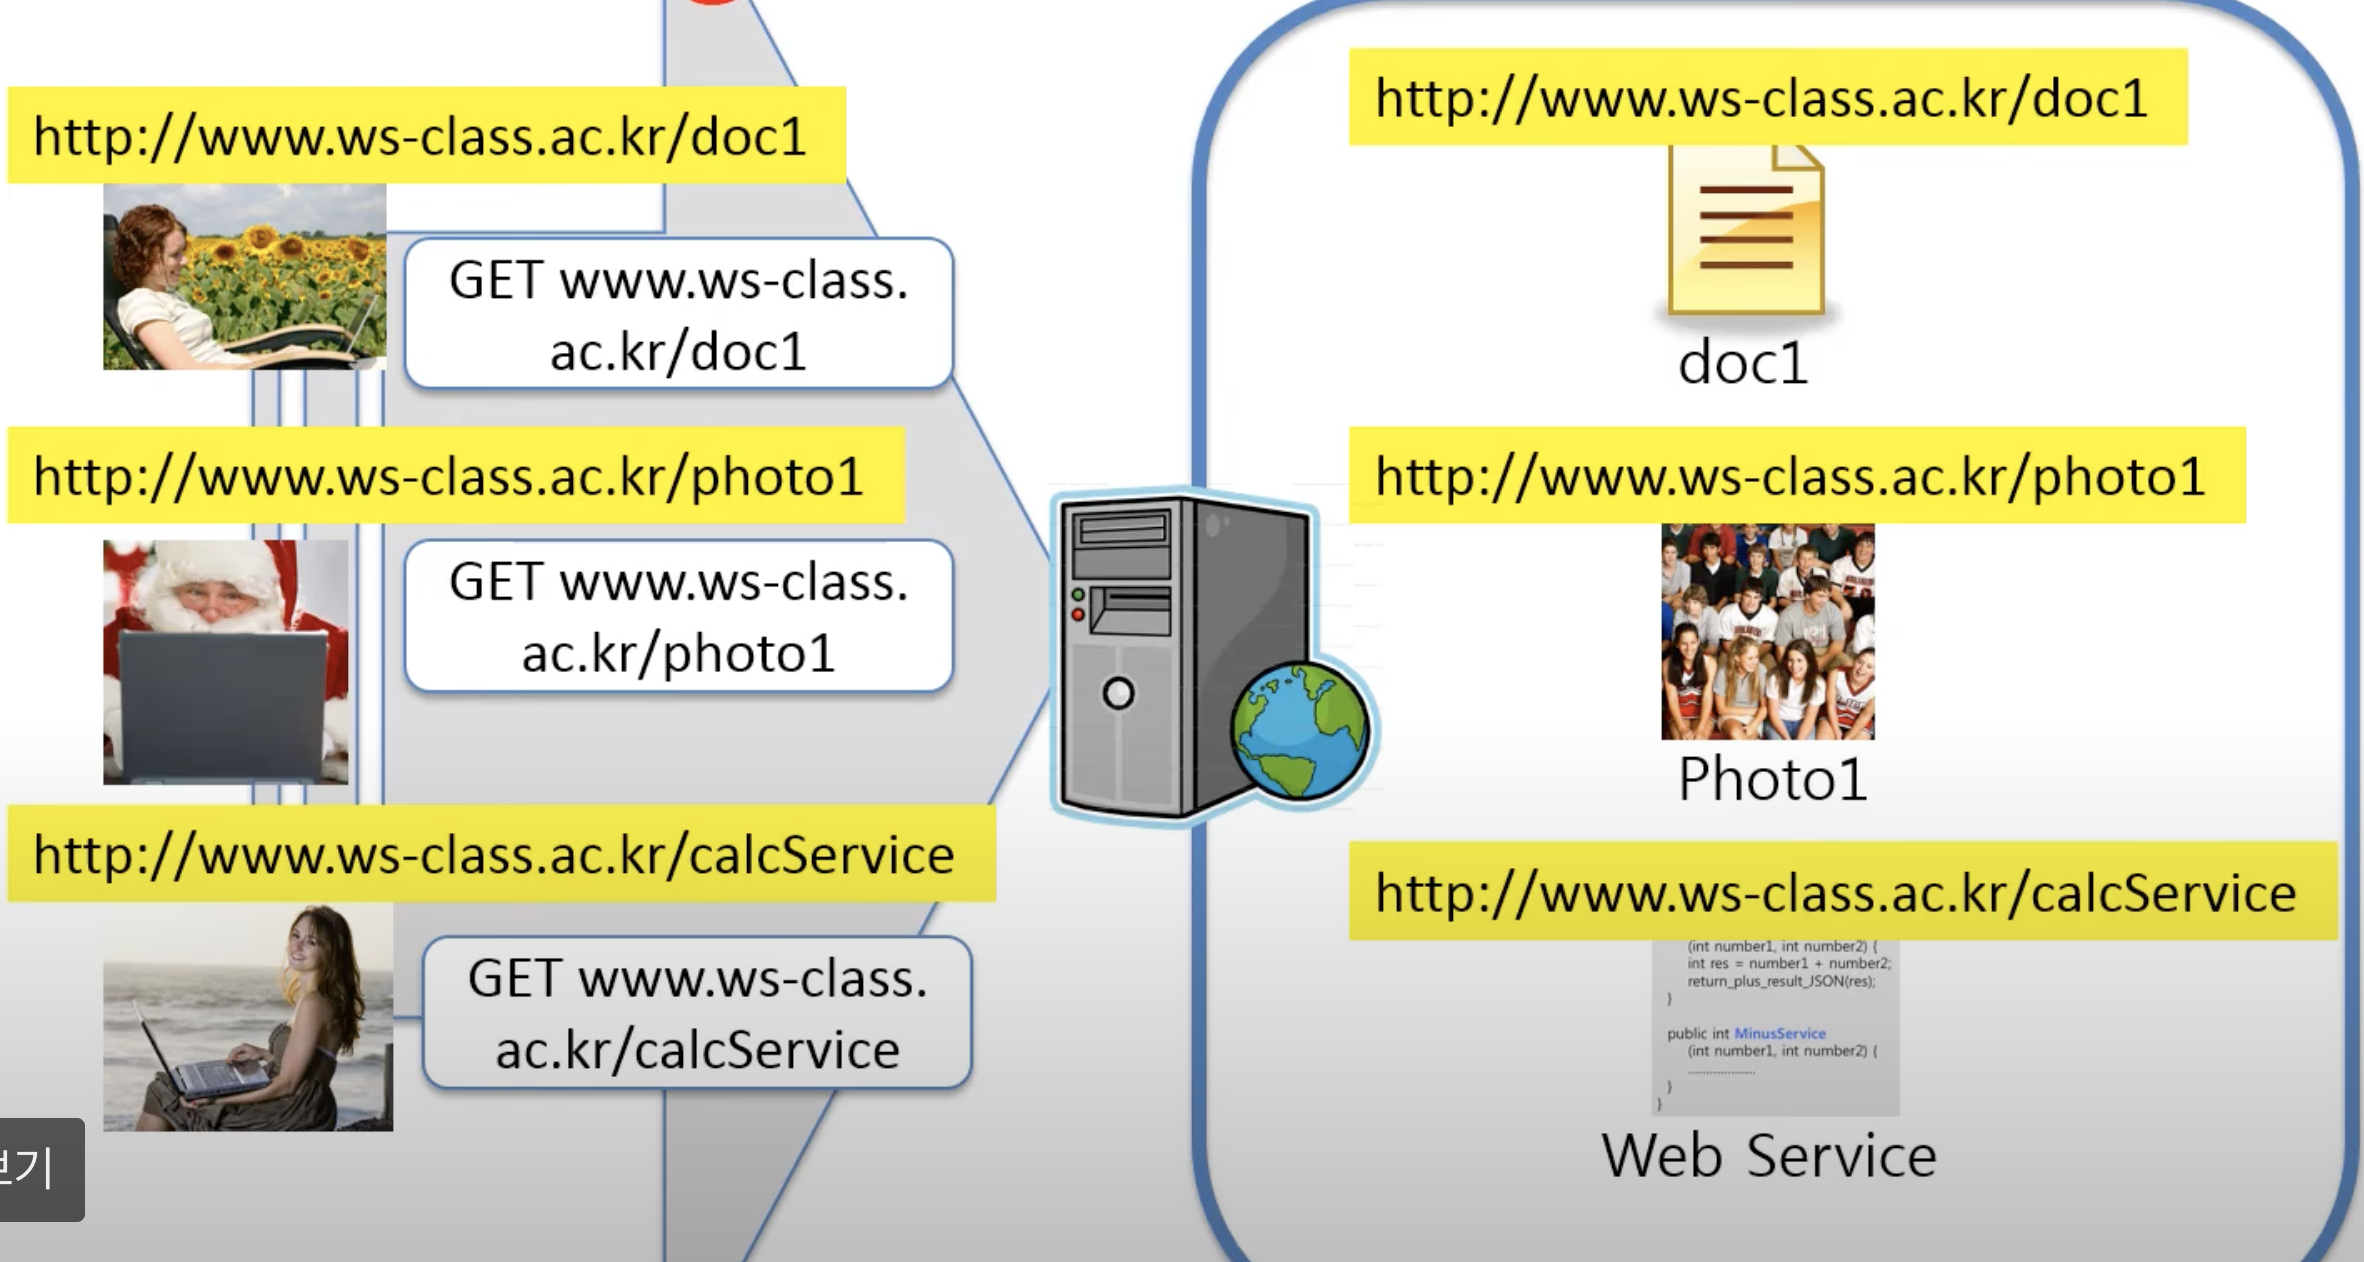 http://www.ws-class.ac.kr/doc1
GET www.ws-class.
ac.kr/doc1
http://www.ws-class.ac.kr/photo1
GET www.ws-class.
ac.kr/photo1
http://www.ws-class.ac.kr/calcService
GET www.ws-class.
ac.kr/calcService
보기
http://www.ws-class.ac.kr/doc1
doc1
http://www.ws-class.ac.kr/photo1
Photo1
http://www.ws-class.ac.kr/calcService
(int number1, int number2) {
int res = number1 + number2;
return_plus_result_JSON(res);
}
public int MinusService
(int number1, int number2) {
....................
}
}
Web Service